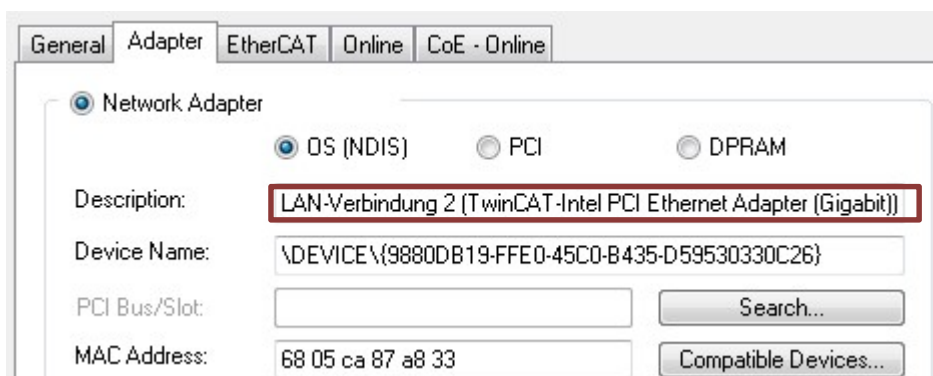 General Adapter EtherCAT Online CoE - Online
Network Adapter
OS (NDIS) PCI DPRAM
Description: LAN-Verbindung 2 (TwinCAT-Intel PCI Ethernet Adapter (Gigabit))
Device Name: \DEVICE\{9880DB19-FFE0-45C0-B435-D59530330C26}
PCI Bus/Slot: Search...
MAC Address: 68 05 ca 87 a8 33 Compatible Devices...